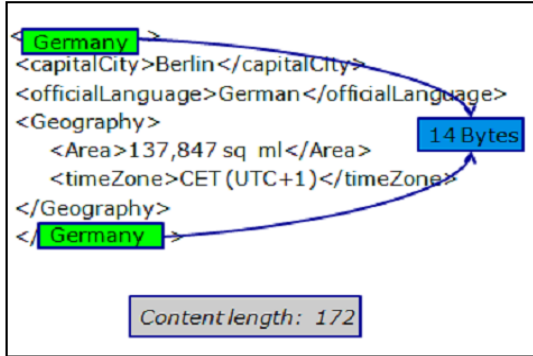 <Germany>
<capitalCity>Berlin</capitalCity>
<officialLanguage>German</officialLanguage>
<Geography>
14 Bytes
<Area>137,847 sq ml</Area>
<timeZone>CET (UTC+1)</timeZone>
</Geography>
</Germany>
Content length: 172